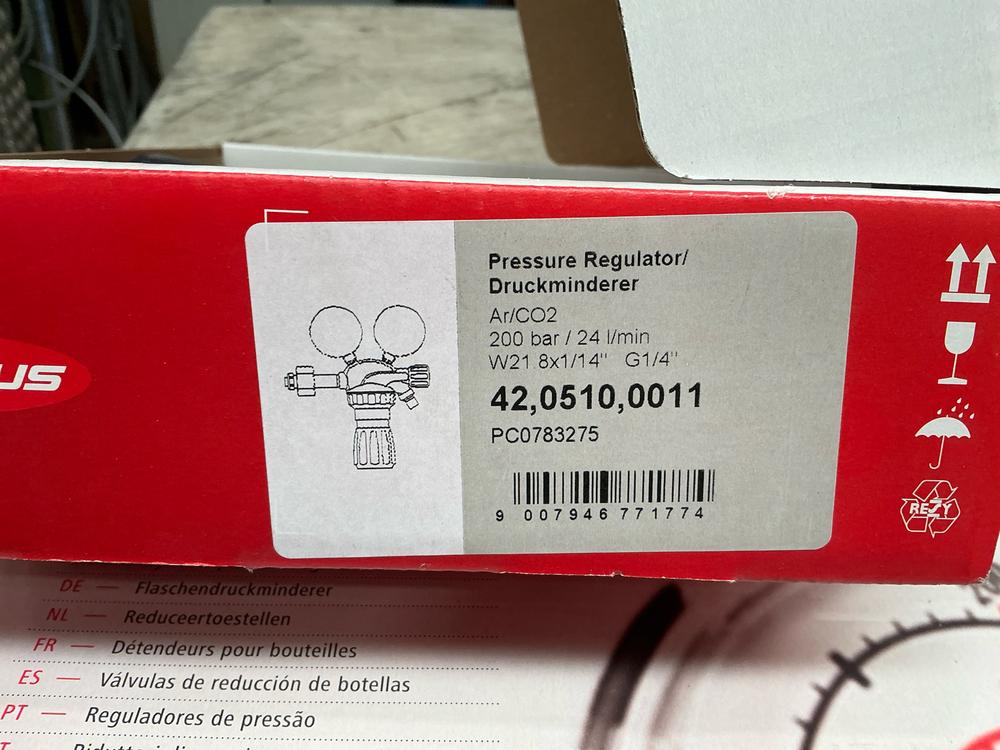 US
Pressure Regulator/
Druckminderer
Ar/CO2
200 bar / 24 l/min
W21.8x1/14" G1/4"
42,0510,0011
PC0783275
9 007946 771774
REZY
DE — Flaschendruckminderer
NL — Reduceertoestellen
FR — Détendeurs pour bouteilles
ES — Válvulas de reducción de botellas
PT — Reguladores de pressão